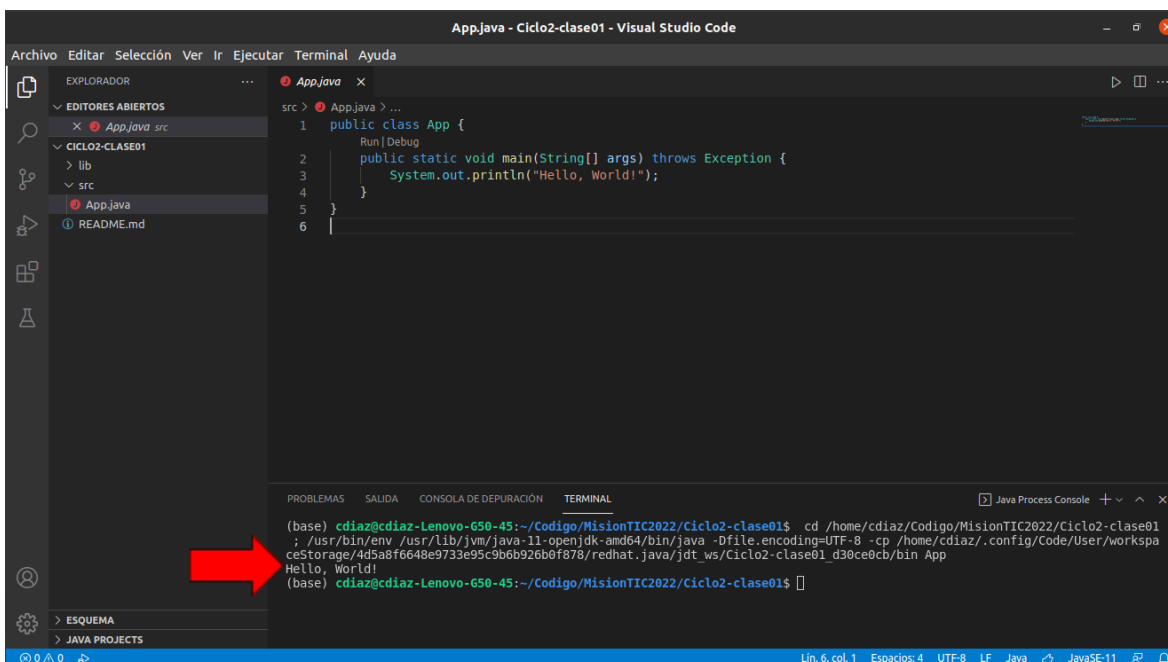 App.java - Ciclo2-clase01 - Visual Studio Code
Archivo Editar Selección Ver Ir Ejecutar Terminal Ayuda
EXPLORADOR
EDITORES ABIERTOS
App.java src
CICLO2-CLASE01
lib
src
App.java
README.md
ESQUEMA
JAVA PROJECTS
App.java
src > App.java > ...
1 public class App {
Run | Debug
2 public static void main(String[] args) throws Exception {
3 System.out.println("Hello, World!");
4 }
5 }
6
PROBLEMAS SALIDA CONSOLA DE DEPURACIÓN TERMINAL
Java Process Console
(base) cdiaz@cdiaz-Lenovo-G50-45:~/Codigo/MisionTIC2022/Ciclo2-clase01$ cd /home/cdiaz/Codigo/MisionTIC2022/Ciclo2-clase01
; /usr/bin/env /usr/lib/jvm/java-11-openjdk-amd64/bin/java -Dfile.encoding=UTF-8 -cp /home/cdiaz/.config/Code/User/workspa
ceStorage/4d5a8f6648e9733e95c9b6b926b0f878/redhat.java/jdt_ws/Ciclo2-clase01_d30ce0cb/bin App
Hello, World!
(base) cdiaz@cdiaz-Lenovo-G50-45:~/Codigo/MisionTIC2022/Ciclo2-clase01$
0 0
Lín. 6, col. 1 Espacios: 4 UTF-8 LF Java JavaSE-11